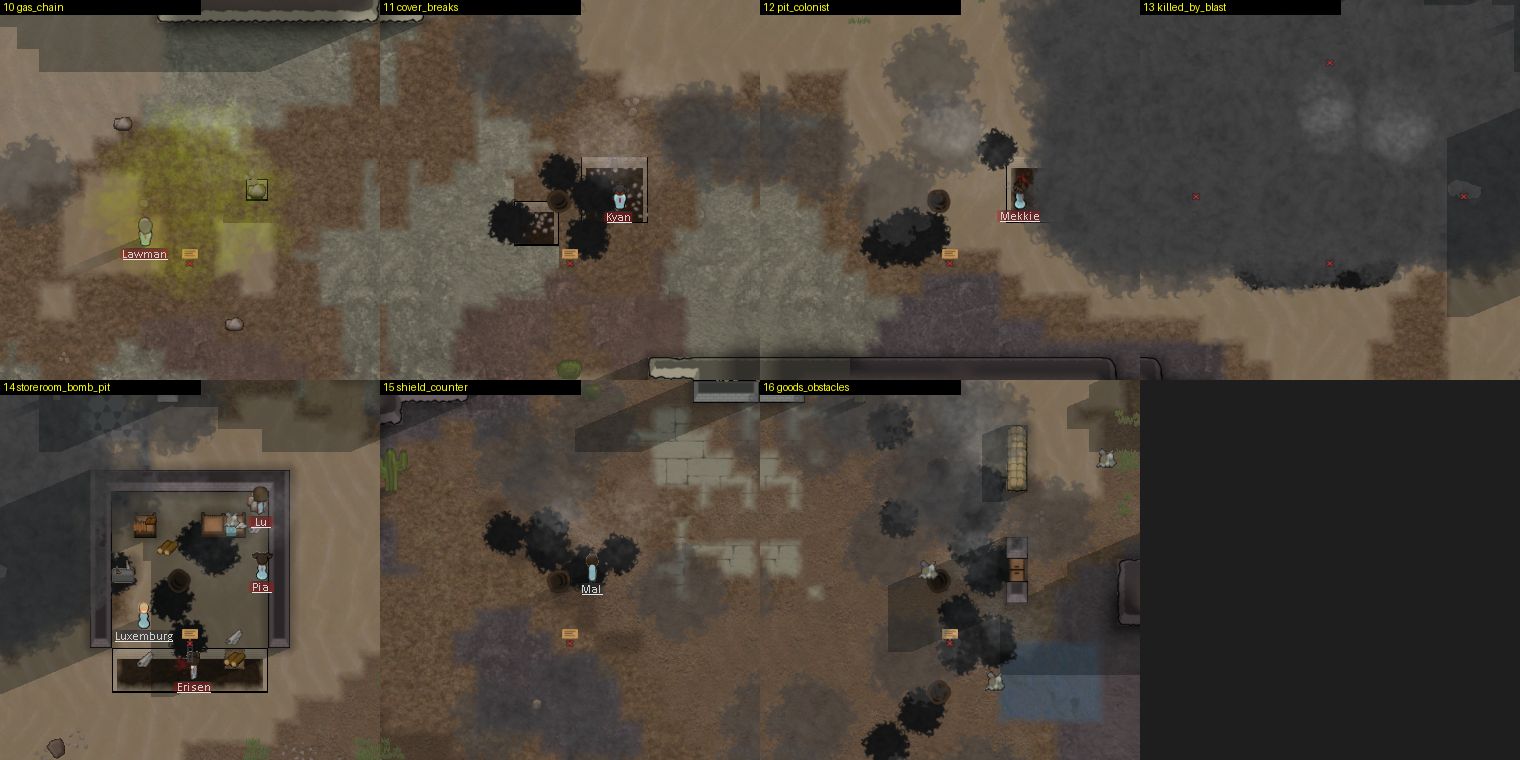 10 gas_chain
11 cover_breaks
12 pit_colonist
13 killed_by_blast
Lawman
Kyan
Mekkie
14 storeroom_bomb_pit
15 shield_counter
16 goods_obstacles
Lu
Pia
Luxemburg
Erisen
Mal